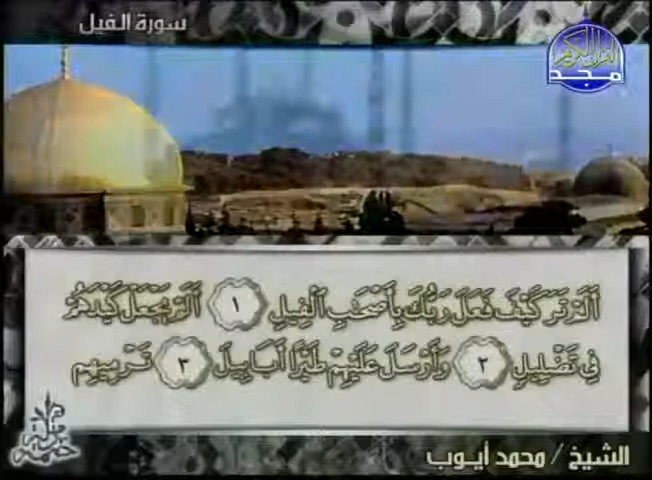 سورة الفيل
القرآن الكريم
مجد
أَلَمْ تَرَ كَيْفَ فَعَلَ رَبُّكَ بِأَصْحَٰبِ ٱلْفِيلِ ١ أَلَمْ يَجْعَلْ كَيْدَهُمْ
فِى تَضْلِيلٍ ٢ وَأَرْسَلَ عَلَيْهِمْ طَيْرًا أَبَابِيلَ ٣ تَرْمِيهِم
الشيخ / محمد أيوب